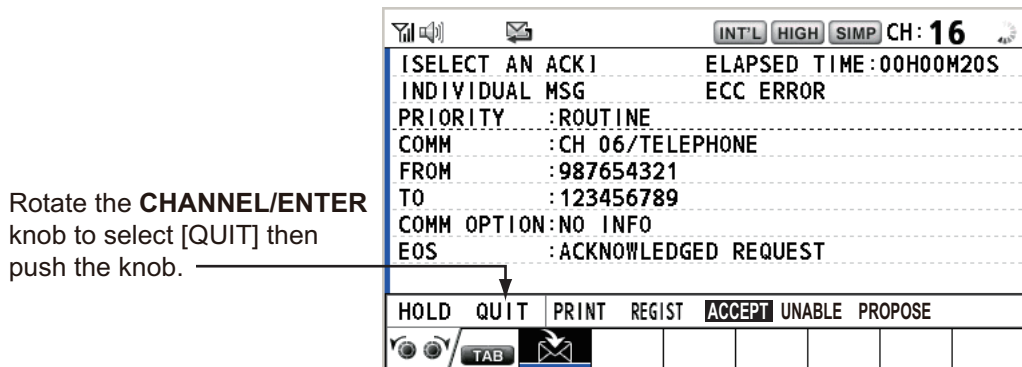 INT'L HIGH SIMP CH: 16
[SELECT AN ACK] ELAPSED TIME:00H00M20S
INDIVIDUAL MSG ECC ERROR
PRIORITY :ROUTINE
COMM :CH 06/TELEPHONE
FROM :987654321
TO :123456789
COMM OPTION:NO INFO
EOS :ACKNOWLEDGED REQUEST
Rotate the CHANNEL/ENTER
knob to select [QUIT] then
push the knob.
HOLD QUIT PRINT REGIST ACCEPT UNABLE PROPOSE
TAB